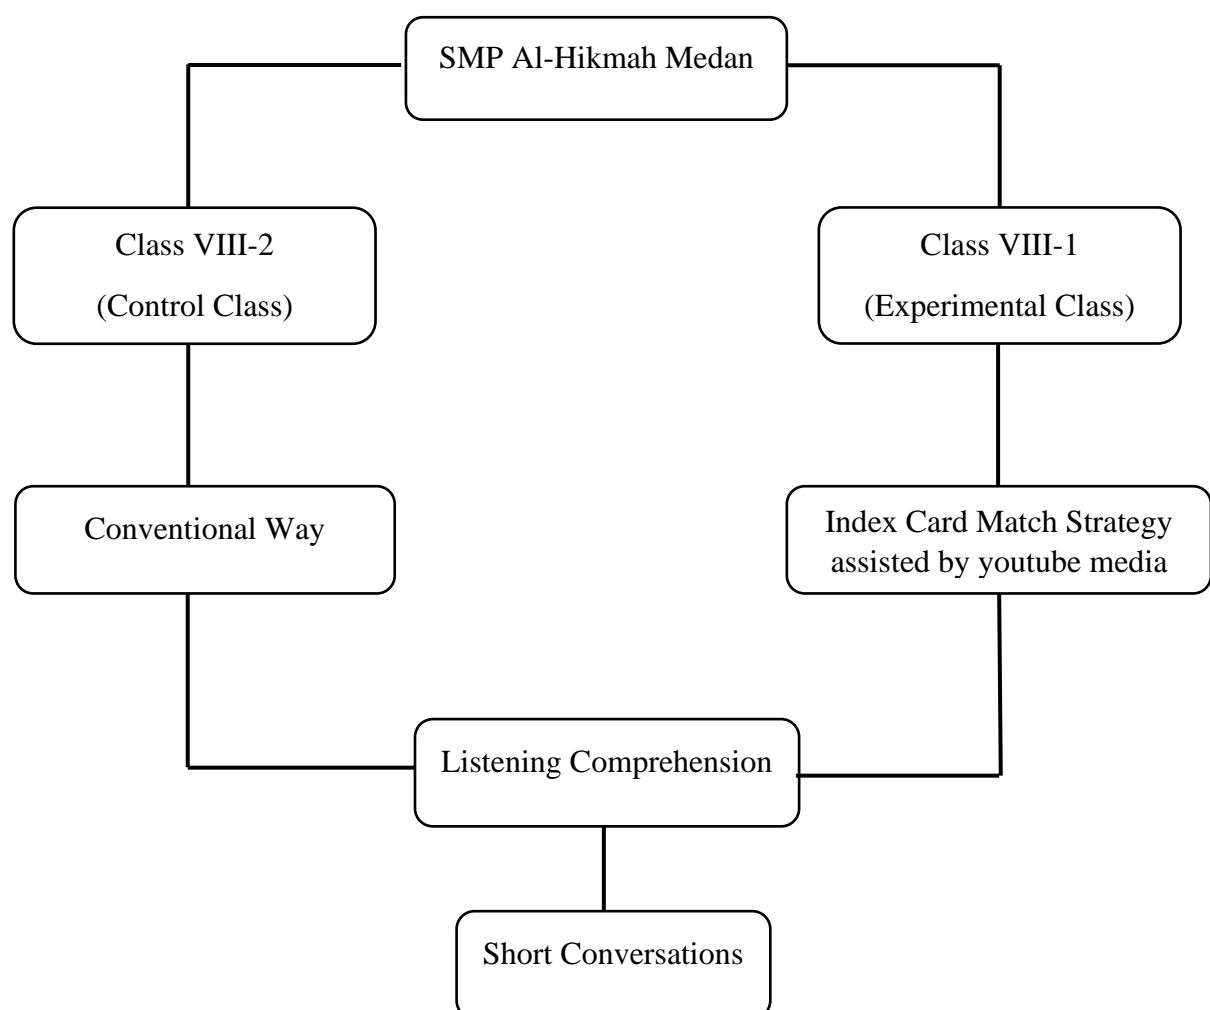 SMP Al-Hikmah Medan
Class VIII-2
(Control Class)
Class VIII-1
(Experimental Class)
Conventional Way
Index Card Match Strategy
assisted by youtube media
Listening Comprehension
Short Conversations